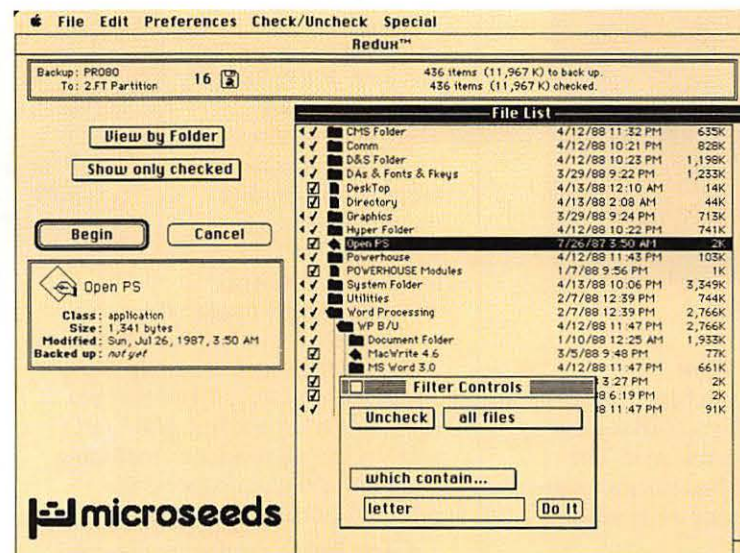 File Edit Preferences Check/Uncheck Special
Redux™
Backup: PRO80
To: 2.FT Partition
16
436 items (11,967 K) to back up.
436 items (11,967 K) checked.
View by Folder
Show only checked
Begin
Cancel
Open PS
Class: application
Size: 1,341 bytes
Modified: Sun, Jul 26, 1987, 3:50 AM
Backed up: not yet
microseeds
File List
CMS Folder 4/12/88 11:32 PM 635K
Comm 4/12/88 10:21 PM 828K
D&S Folder 4/12/88 10:23 PM 1,198K
DAs & Fonts & Fkeys 3/29/88 9:22 PM 1,233K
DeskTop 4/13/88 12:10 AM 14K
Directory 4/13/88 2:08 AM 44K
Graphics 3/29/88 9:24 PM 713K
Hyper Folder 4/12/88 10:22 PM 741K
Open PS 7/26/87 3:50 AM 2K
Powerhouse 4/12/88 11:43 PM 103K
POWERHOUSE Modules 1/7/88 9:56 PM 1K
System Folder 4/13/88 10:06 PM 3,349K
Utilities 2/7/88 12:39 PM 744K
Word Processing 2/7/88 12:39 PM 2,766K
WP B/U 4/12/88 11:47 PM 2,766K
Document Folder 1/10/88 12:25 AM 1,933K
MacWrite 4.6 3/5/88 9:48 PM 77K
MS Word 3.0 4/12/88 11:47 PM 661K
3:27 PM 2K
88 6:19 PM 2K
88 11:47 PM 91K
Filter Controls
Uncheck all files
which contain...
letter
Do It